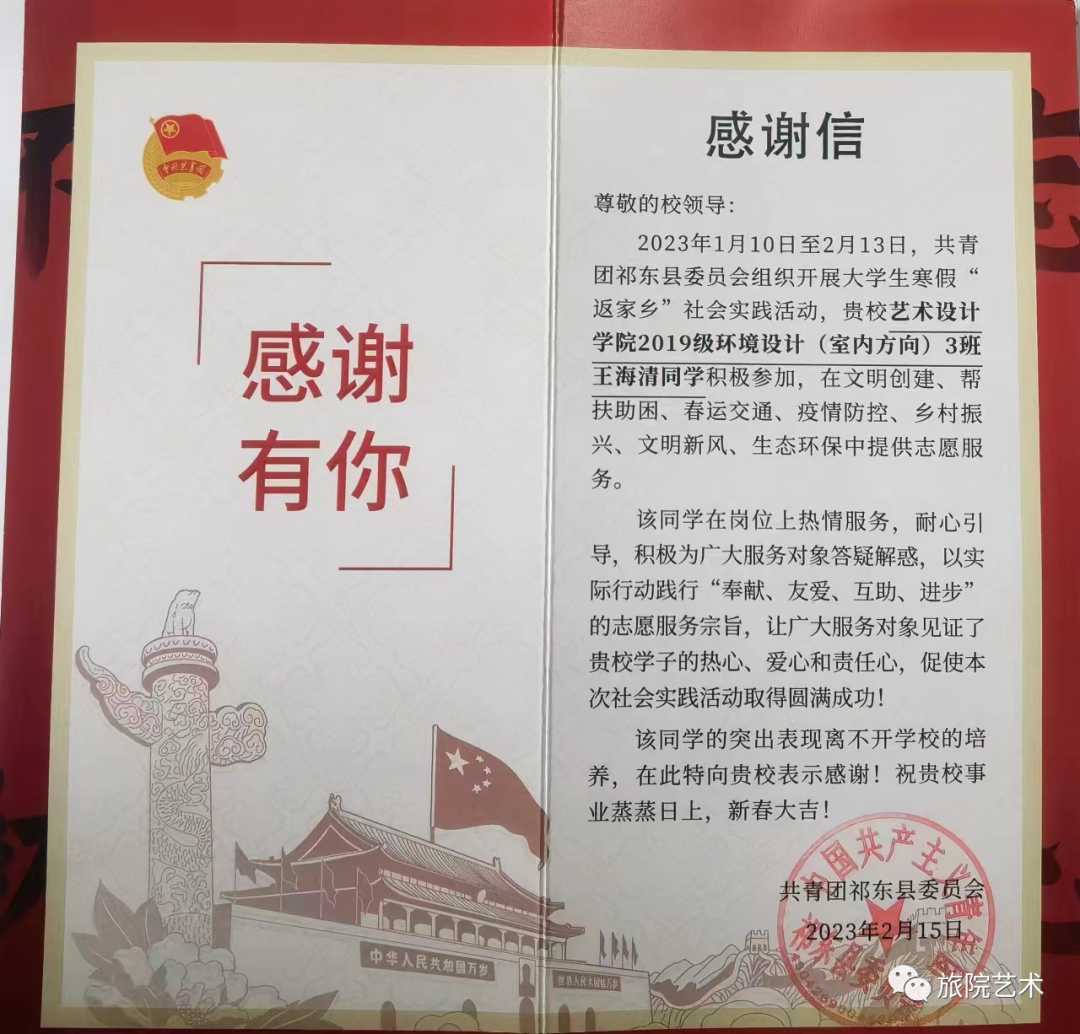 中国共青团
感谢
有你
中华人民共和国万岁
世界人民大团结万岁
感谢信
尊敬的校领导：
2023年1月10日至2月13日，共青
团祁东县委员会组织开展大学生寒假“
返家乡”社会实践活动，贵校艺术设计
学院2019级环境设计（室内方向）3班
王海清同学积极参加，在文明创建、帮
扶助困、春运交通、疫情防控、乡村振
兴、文明新风、生态环保中提供志愿服
务。
该同学在岗位上热情服务，耐心引
导，积极为广大服务对象答疑解惑，以实
际行动践行“奉献、友爱、互助、进步”
的志愿服务宗旨，让广大服务对象见证了
贵校学子的热心、爱心和责任心，促使本
次社会实践活动取得圆满成功！
该同学的突出表现离不开学校的培
养，在此特向贵校表示感谢！祝贵校事
业蒸蒸日上，新春大吉！
共青团祁东县委员会
2023年2月15日
中国共产主义青年团
旅院艺术